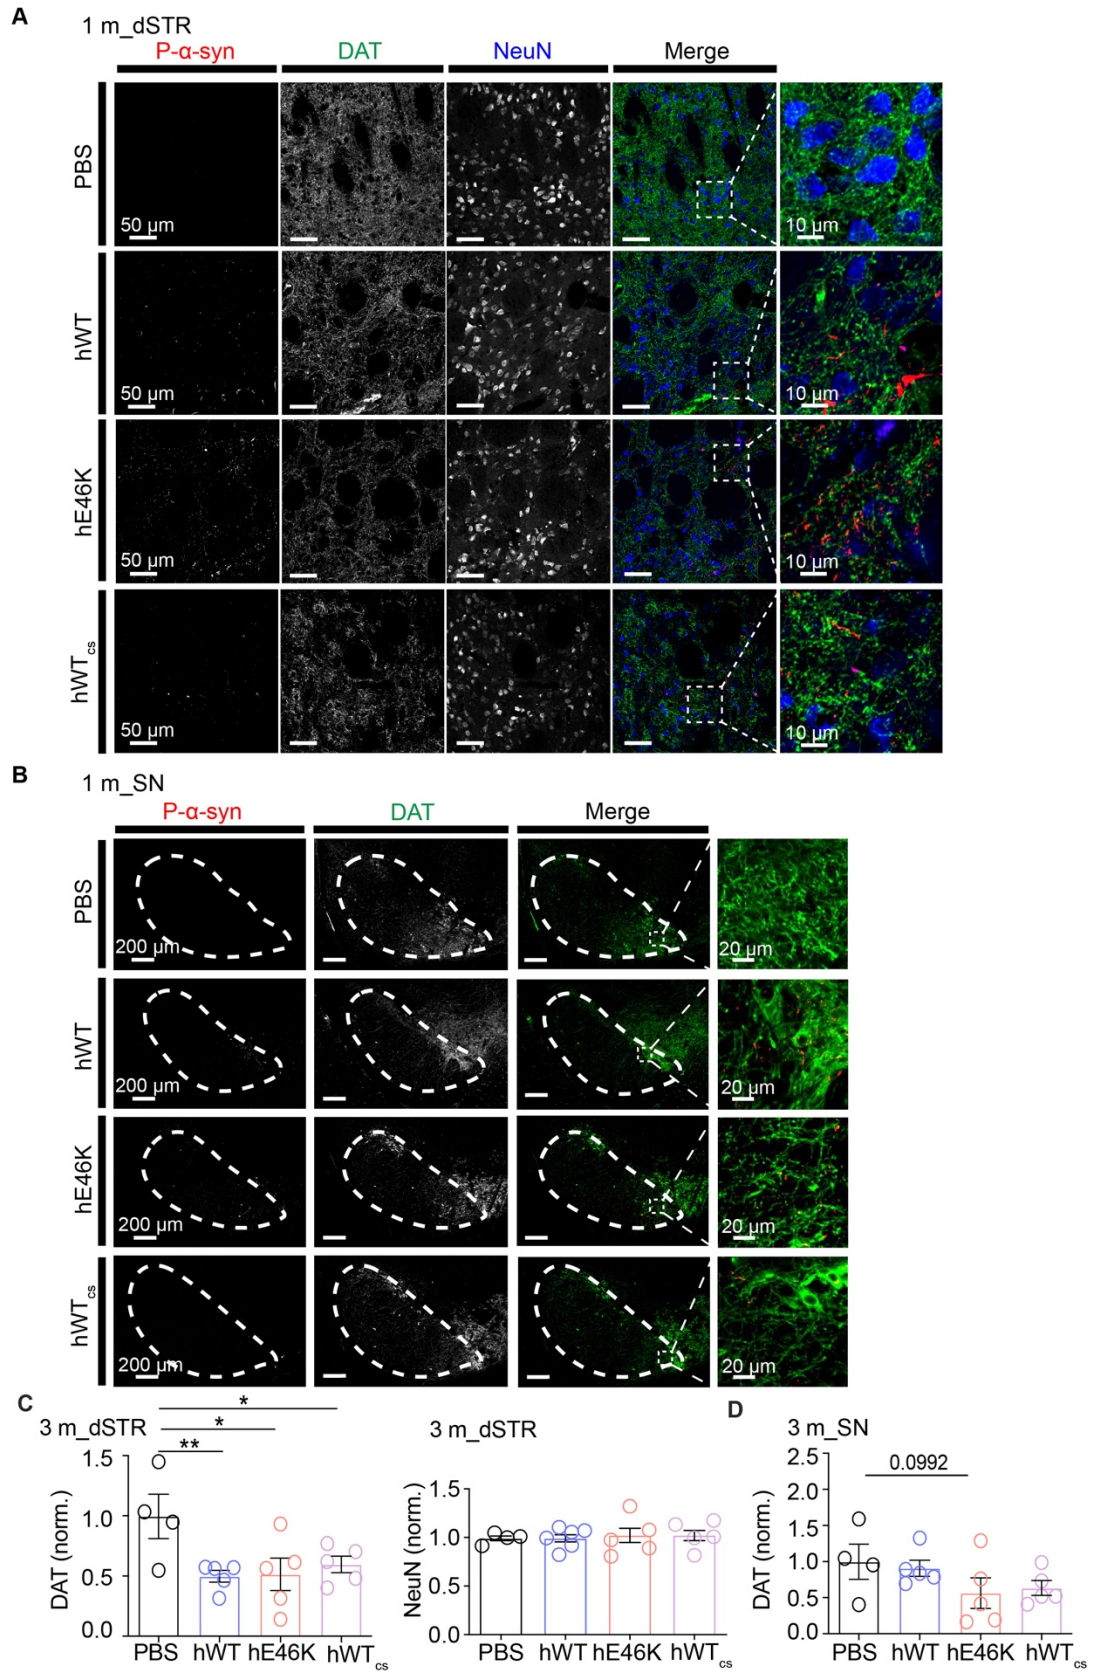 A
1 m_dSTR
P-α-syn DAT NeuN Merge
PBS
50 µm
10 µm
hWT
50 µm
10 µm
hE46K
50 µm
10 µm
hWTcs
50 µm
10 µm
B
1 m_SN
P-α-syn DAT Merge
PBS
200 µm
20 µm
hWT
200 µm
20 µm
hE46K
200 µm
20 µm
hWTcs
200 µm
20 µm
C
3 m_dSTR
*
*
**
DAT (norm.)
1.5
1.0
0.5
0.0
PBS hWT hE46K hWTcs
3 m_dSTR
NeuN (norm.)
1.5
1.0
0.5
0.0
PBS hWT hE46K hWTcs
D
3 m_SN
0.0992
DAT (norm.)
2.5
2.0
1.5
1.0
0.5
0.0
PBS hWT hE46K hWTcs